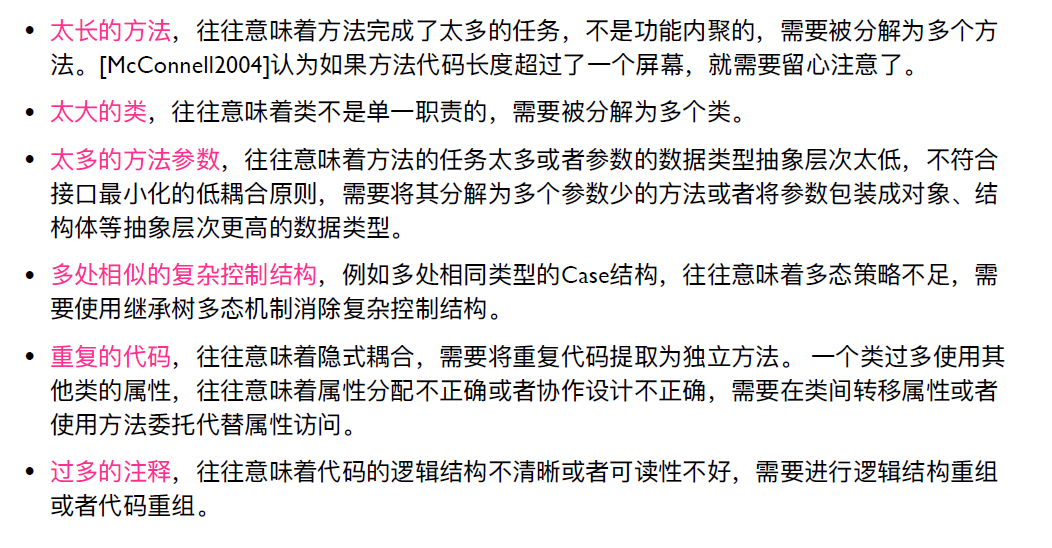 • 太长的方法，往往意味着方法完成了太多的任务，不是功能内聚的，需要被分解为多个方
法。[McConnell2004]认为如果方法代码长度超过了一个屏幕，就需要留心注意了。
• 太大的类，往往意味着类不是单一职责的，需要被分解为多个类。
• 太多的方法参数，往往意味着方法的任务太多或者参数的数据类型抽象层次太低，不符合
接口最小化的低耦合原则，需要将其分解为多个参数少的方法或者将参数包装成对象、结
构体等抽象层次更高的数据类型。
• 多处相似的复杂控制结构，例如多处相同类型的Case结构，往往意味着多态策略不足，需
要使用继承树多态机制消除复杂控制结构。
• 重复的代码，往往意味着隐式耦合，需要将重复代码提取为独立方法。 一个类过多使用其
他类的属性，往往意味着属性分配不正确或者协作设计不正确，需要在类间转移属性或者
使用方法委托代替属性访问。
• 过多的注释，往往意味着代码的逻辑结构不清晰或者可读性不好，需要进行逻辑结构重组
或者代码重组。